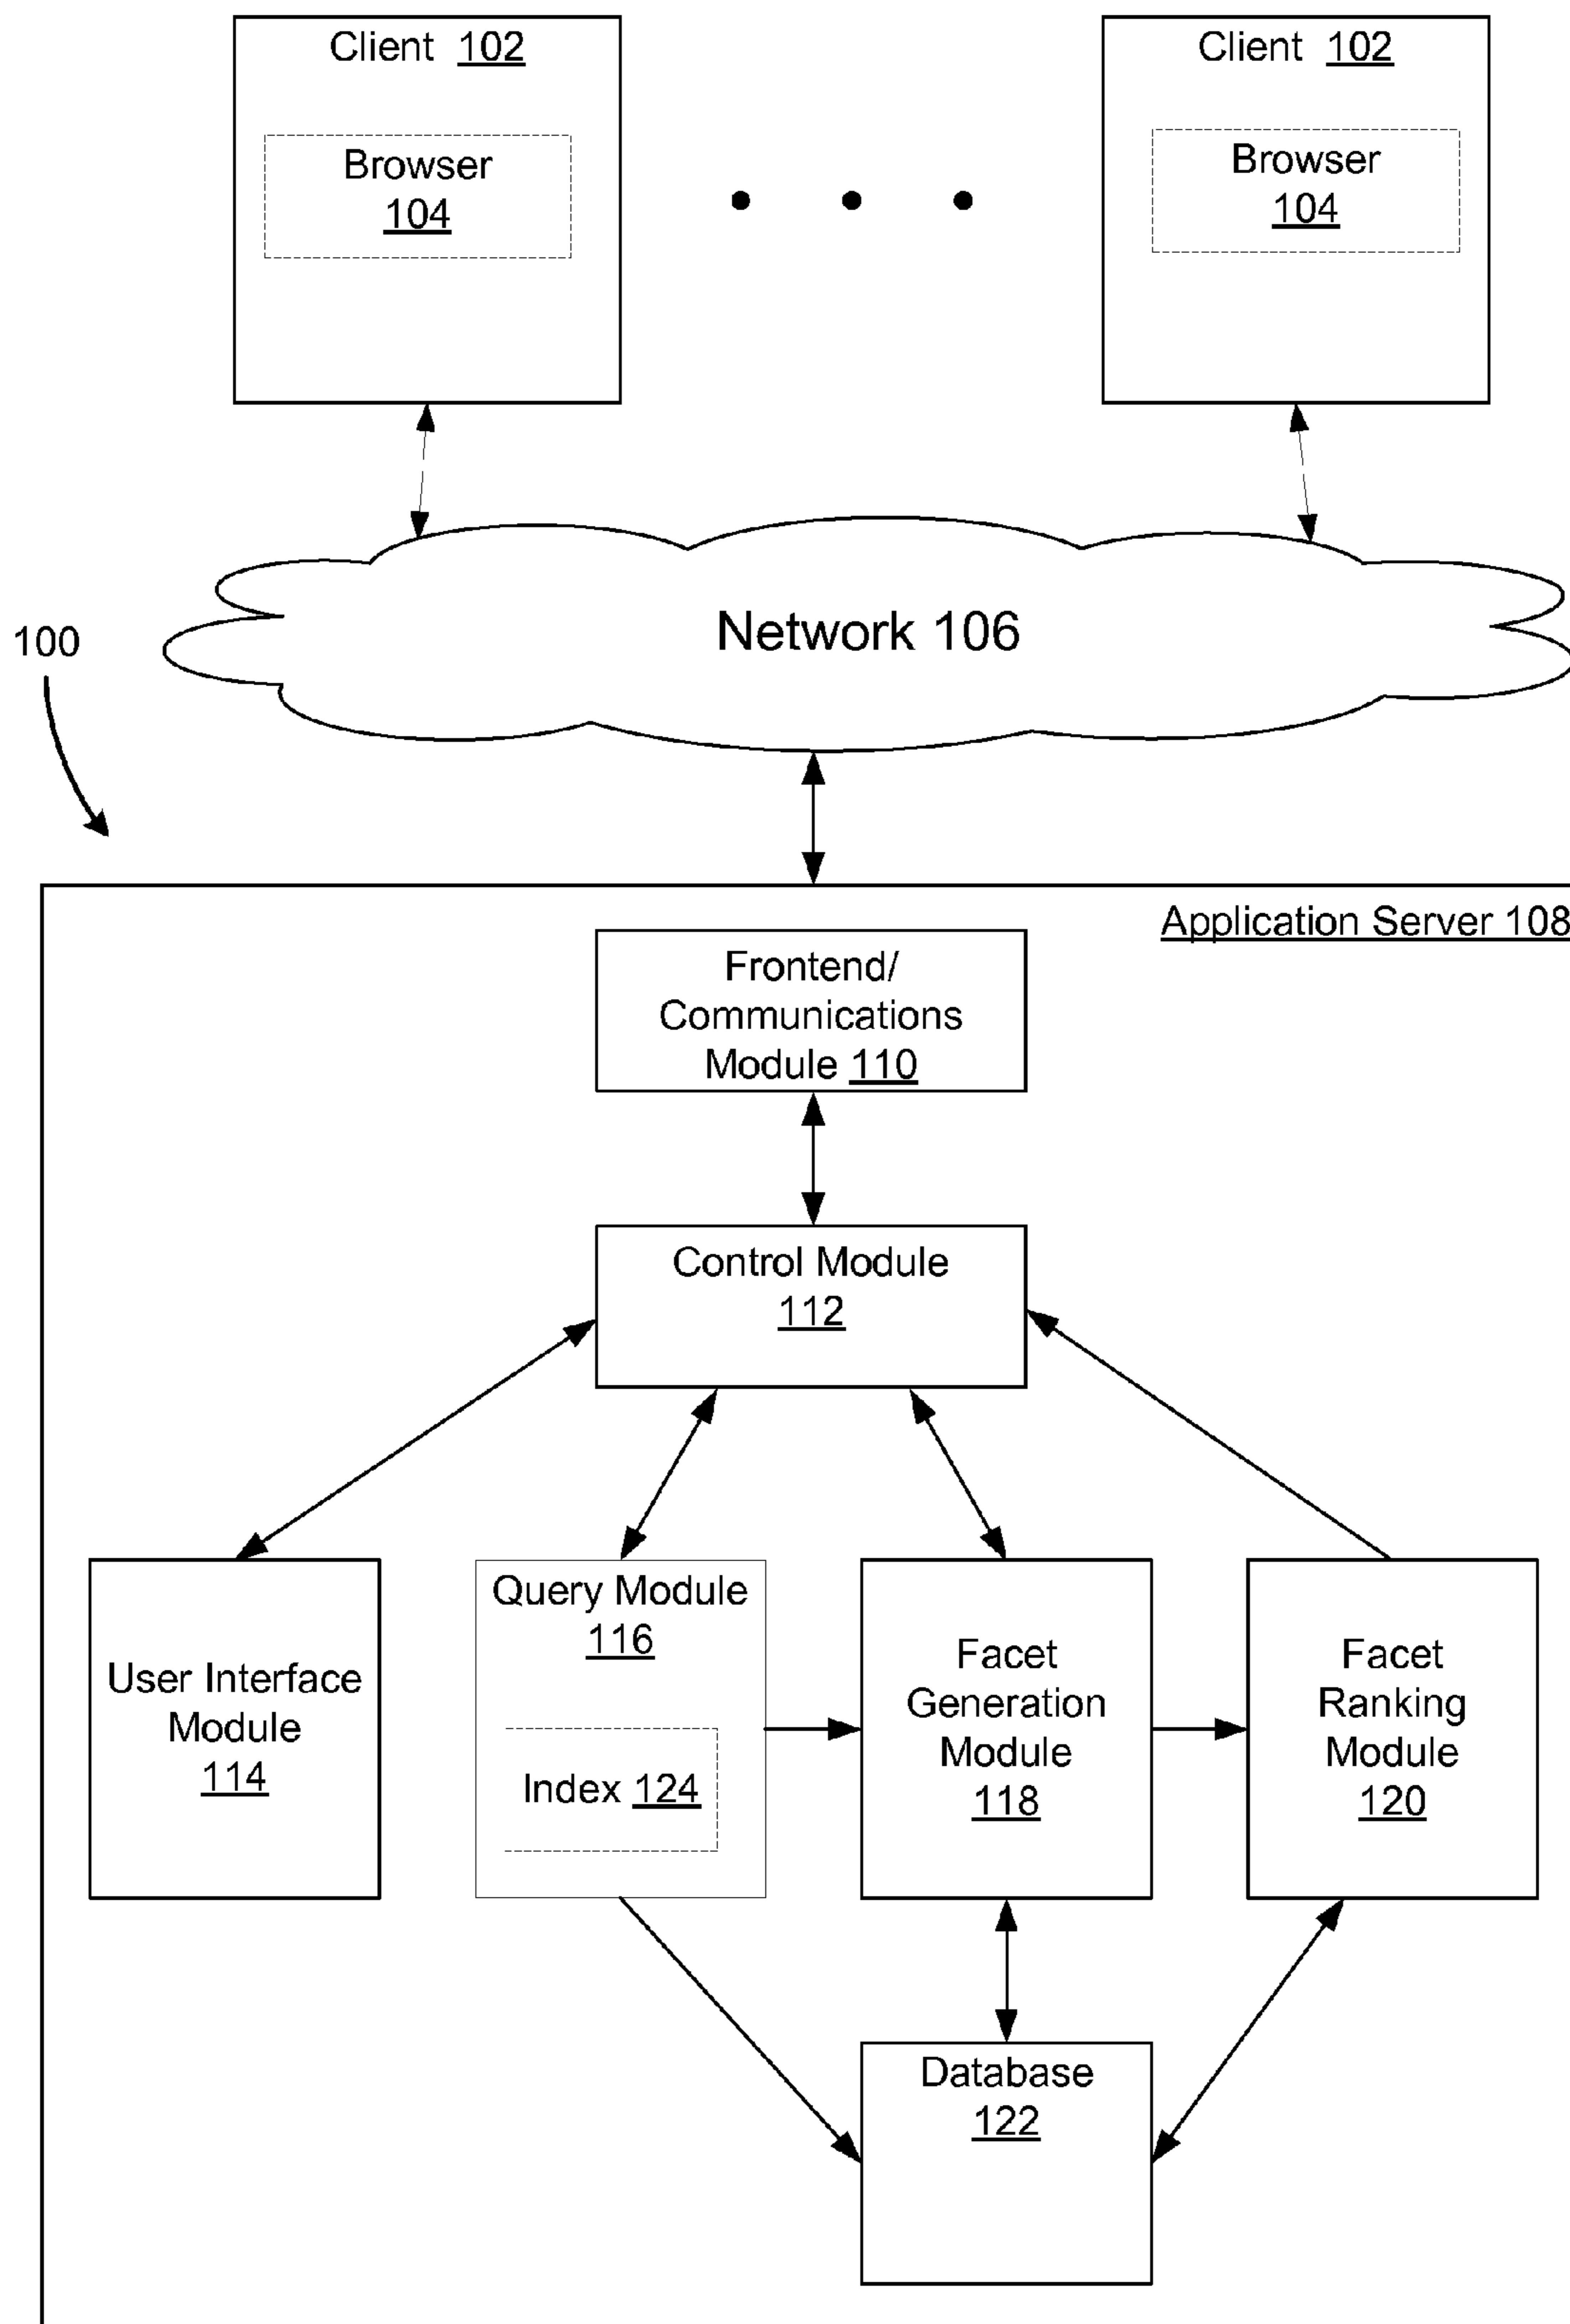 Client 102
Browser
104
Client 102
Browser
104
Network 106
100
Application Server 108
Frontend/
Communications
Module 110
Control Module
112
User Interface
Module
114
Query Module
116
Index 124
Facet
Generation
Module
118
Facet
Ranking
Module
120
Database
122